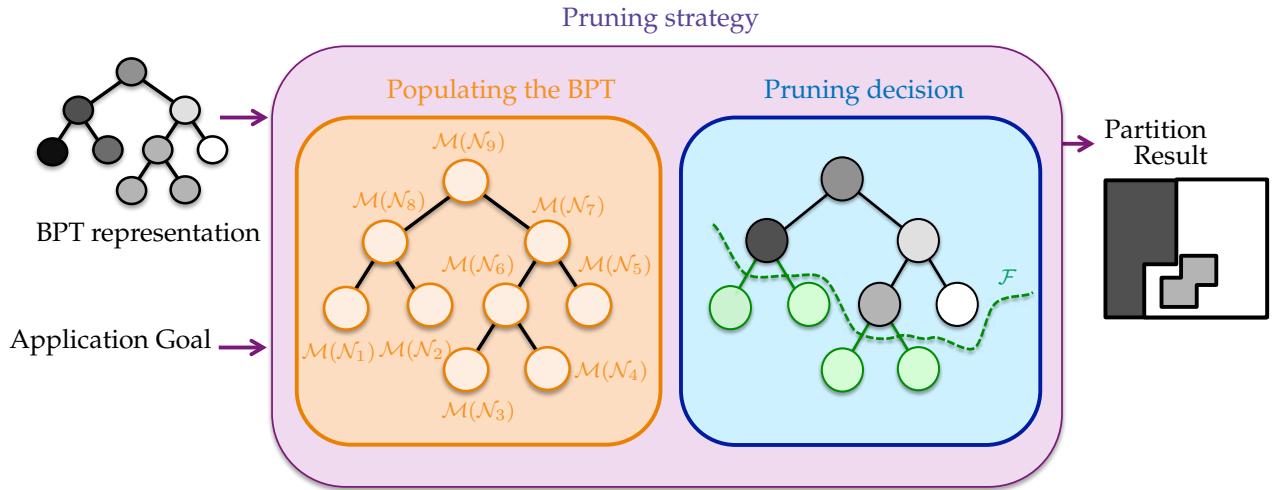 Pruning strategy
Populating the BPT
Pruning decision
BPT representation
Application Goal
Partition
Result
ℳ(𝒩₉)
ℳ(𝒩₈)
ℳ(𝒩₇)
ℳ(𝒩₆)
ℳ(𝒩₅)
ℳ(𝒩₁)
ℳ(𝒩₂)
ℳ(𝒩₄)
ℳ(𝒩₃)
ℱ